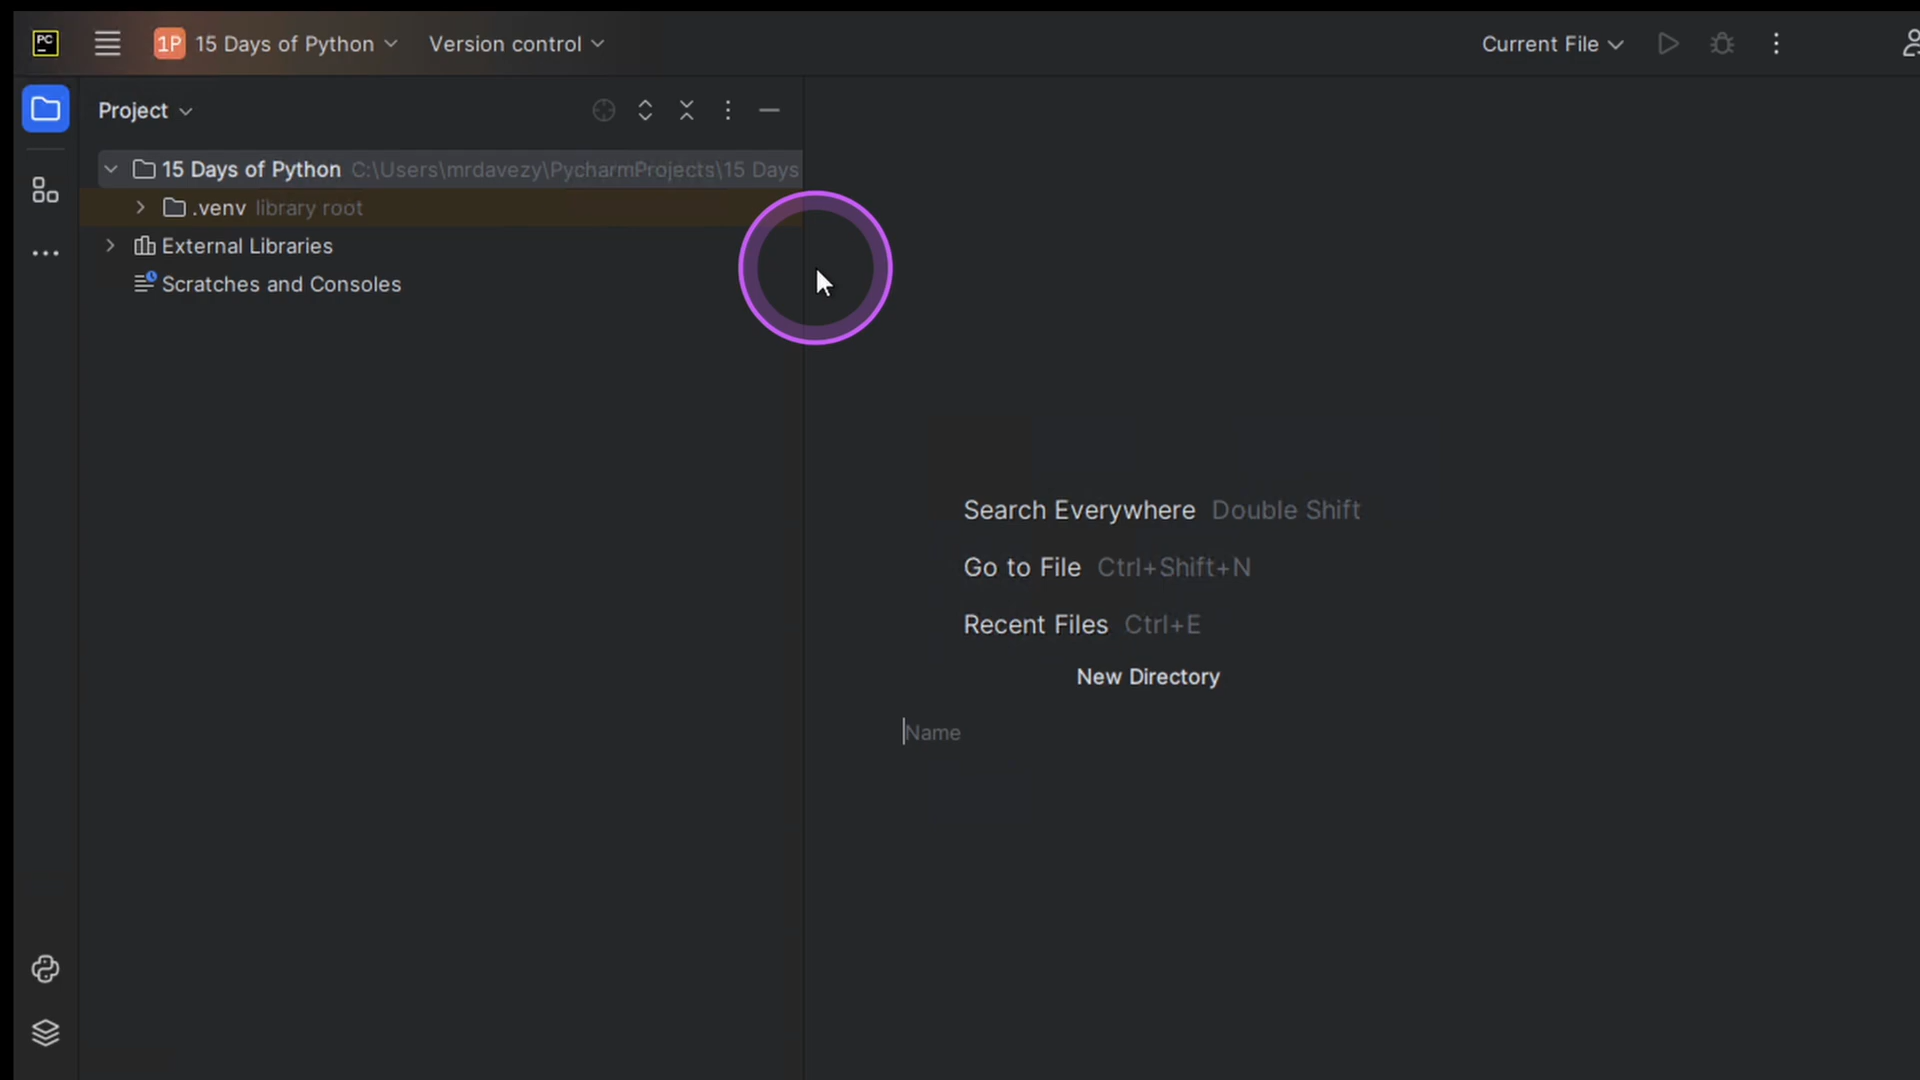 PC
1P 15 Days of Python Version control Current File
Project
15 Days of Python C:\Users\mrdavezy\PycharmProjects\15 Days
.venv library root
External Libraries
Scratches and Consoles
Search Everywhere Double Shift
Go to File Ctrl+Shift+N
Recent Files Ctrl+E
New Directory
Name